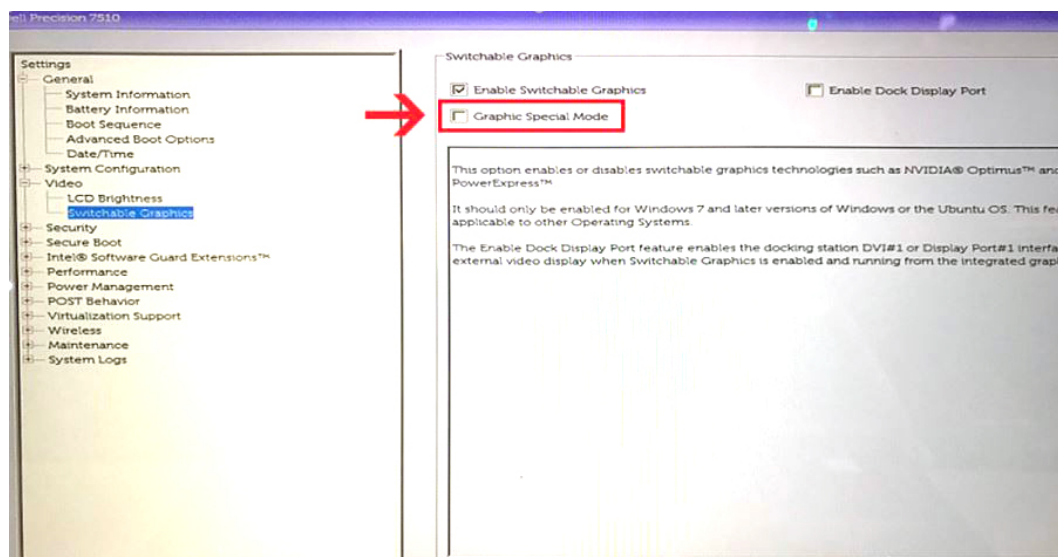 ell Precision 7510
Settings
General
System Information
Battery Information
Boot Sequence
Advanced Boot Options
Date/Time
System Configuration
Video
LCD Brightness
Switchable Graphics
Security
Secure Boot
Intel® Software Guard Extensions™
Performance
Power Management
POST Behavior
Virtualization Support
Wireless
Maintenance
System Logs
Switchable Graphics
Enable Switchable Graphics
Enable Dock Display Port
Graphic Special Mode
This option enables or disables switchable graphics technologies such as NVIDIA® Optimus™ and
PowerExpress™
It should only be enabled for Windows 7 and later versions of Windows or the Ubuntu OS. This fea
applicable to other Operating Systems.
The Enable Dock Display Port feature enables the docking station DVI#1 or Display Port#1 interfa
external video display when Switchable Graphics is enabled and running from the integrated grap